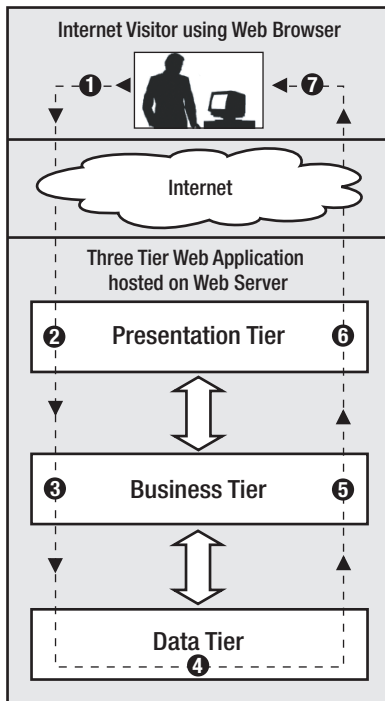 Internet Visitor using Web Browser
1
7
Internet
Three Tier Web Application
hosted on Web Server
2 Presentation Tier 6
3 Business Tier 5
Data Tier
4